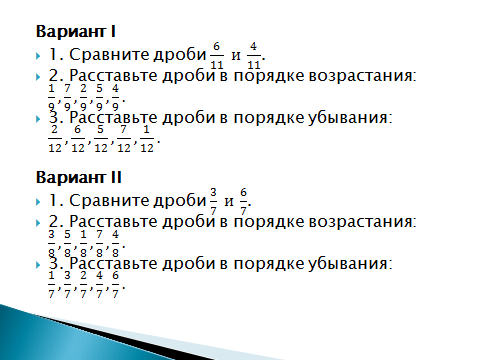 Вариант I
1. Сравните дроби 6/11 и 4/11.
2. Расставьте дроби в порядке возрастания:
1/9, 7/9, 2/9, 5/9, 4/9.
3. Расставьте дроби в порядке убывания:
2/12, 6/12, 5/12, 7/12, 1/12.
Вариант II
1. Сравните дроби 3/7 и 6/7.
2. Расставьте дроби в порядке возрастания:
3/8, 5/8, 1/8, 7/8, 4/8.
3. Расставьте дроби в порядке убывания:
1/7, 3/7, 2/7, 4/7, 6/7.